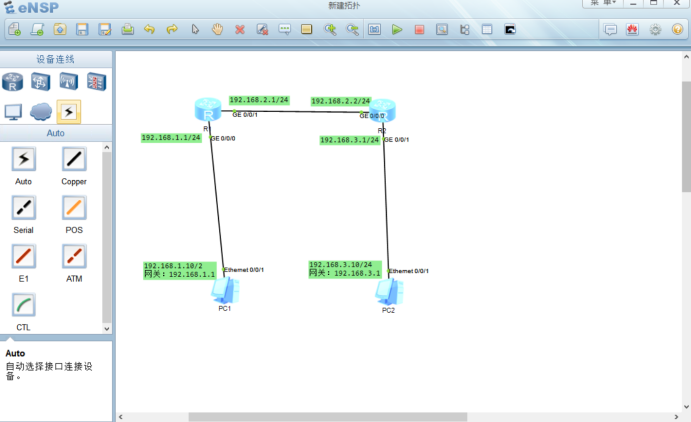 eNSP
新建拓扑
菜 单
设备连线
Auto
Auto
Copper
Serial
POS
E1
ATM
CTL
Auto
自动选择接口连接设
备。
192.168.2.1/24
192.168.2.2/24
GE 0/0/1
GE 0/0/0
R
R1
R2
192.168.1.1/24
GE 0/0/0
192.168.3.1/24
GE 0/0/1
192.168.1.10/2
网关：192.168.1.1
Ethernet 0/0/1
192.168.3.10/24
网关：192.168.3.1
Ethernet 0/0/1
PC1
PC2